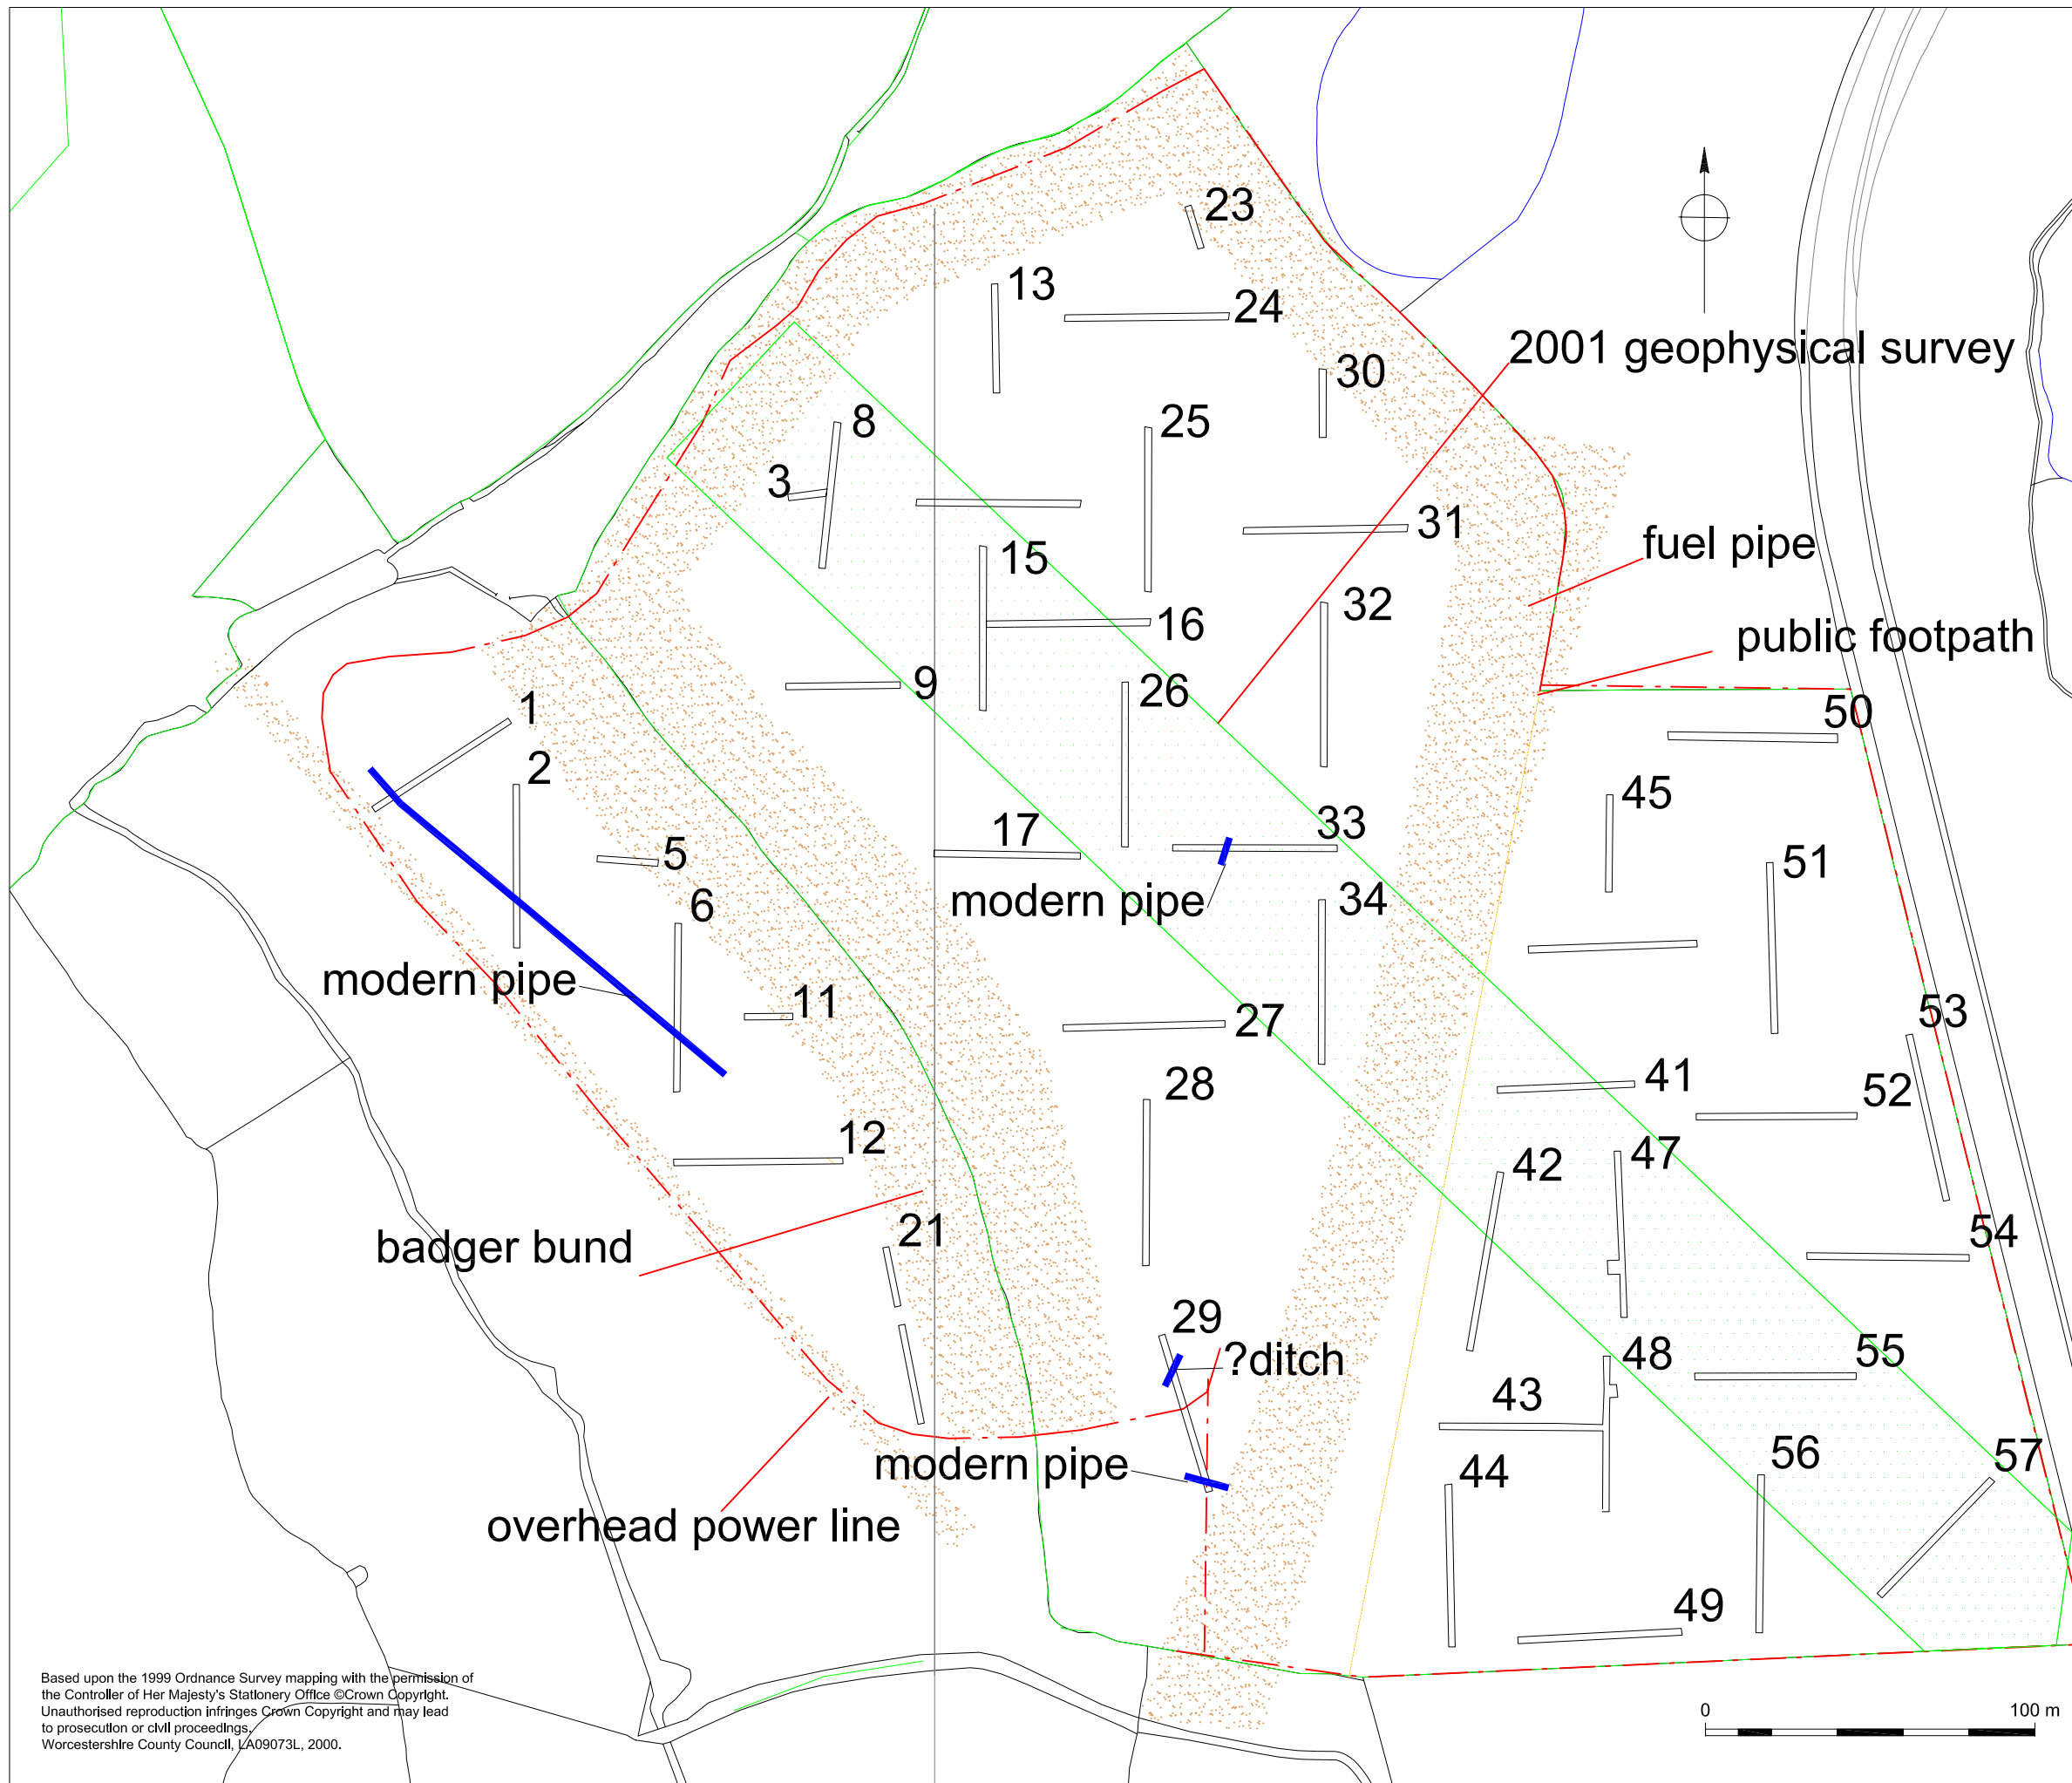 23
13
24
2001 geophysical survey
30
8
25
3
31
15
fuel pipe
32
16
public footpath
9
26
1
50
2
45
17
33
5
51
modern pipe
34
6
modern pipe
11
27
53
41
28
52
12
47
42
21
badger bund
54
29
?ditch
48
55
43
modern pipe
44
56
57
overhead power line
49
Based upon the 1999 Ordnance Survey mapping with the permission of
the Controller of Her Majesty's Stationery Office ©Crown Copyright.
Unauthorised reproduction infringes Crown Copyright and may lead
to prosecution or civil proceedings.
Worcestershire County Council, LA09073L, 2000.
0 100 m